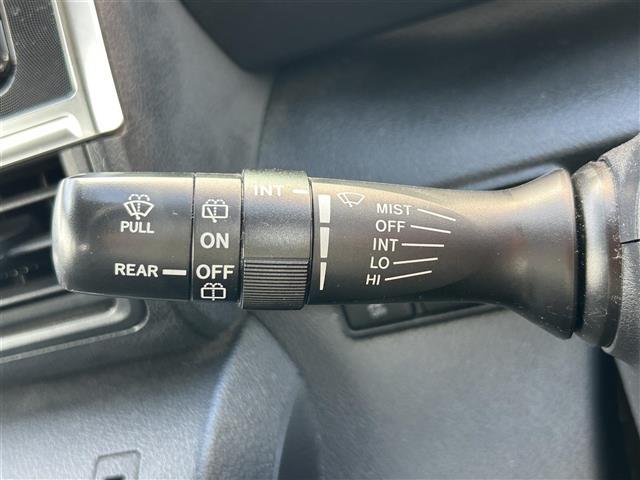 PULL
REAR
ON
OFF
INT
MIST
OFF
INT
LO
HI